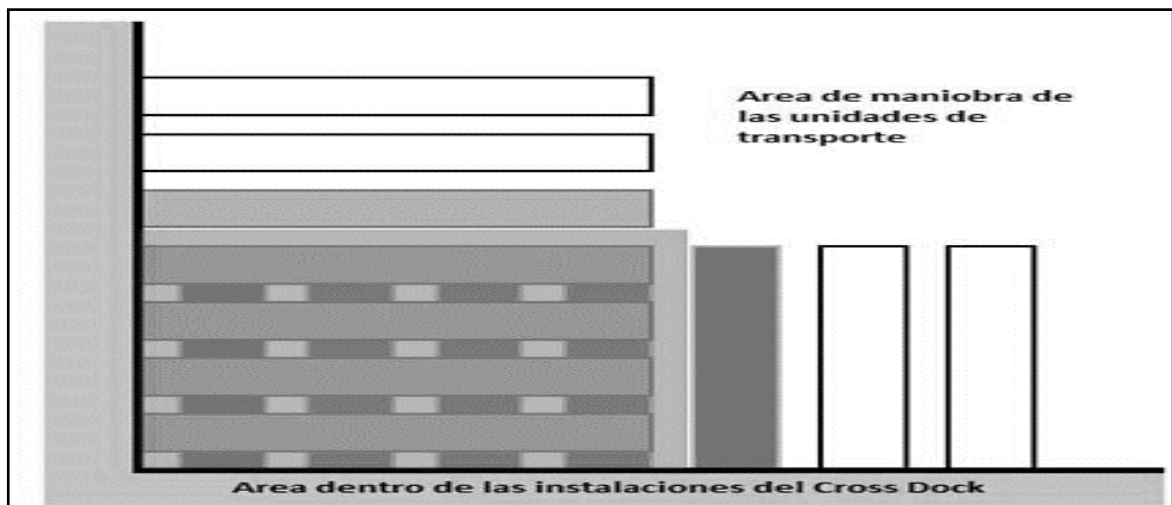 Area de maniobra de
las unidades de
transporte
Area dentro de las instalaciones del Cross Dock